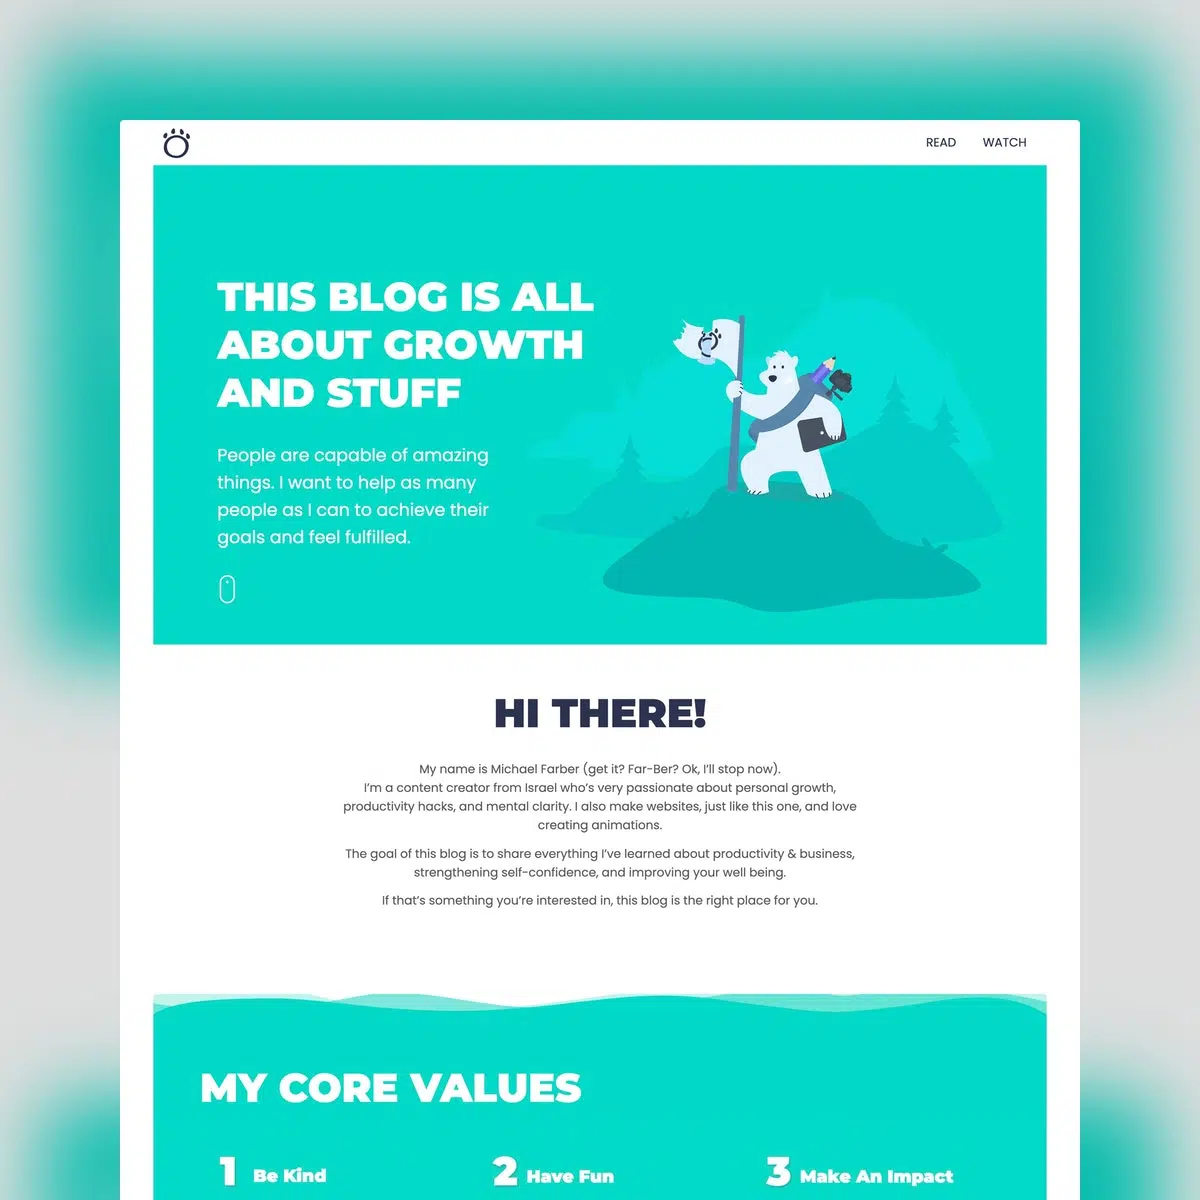 READ WATCH
THIS BLOG IS ALL
ABOUT GROWTH
AND STUFF
People are capable of amazing
things. I want to help as many
people as I can to achieve their
goals and feel fulfilled.
HI THERE!
My name is Michael Farber (get it? Far-Ber? Ok, I'll stop now).
I'm a content creator from Israel who's very passionate about personal growth,
productivity hacks, and mental clarity. I also make websites, just like this one, and love
creating animations.
The goal of this blog is to share everything I've learned about productivity & business,
strengthening self-confidence, and improving your well being.
If that's something you're interested in, this blog is the right place for you.
MY CORE VALUES
1 Be Kind 2 Have Fun 3 Make An Impact